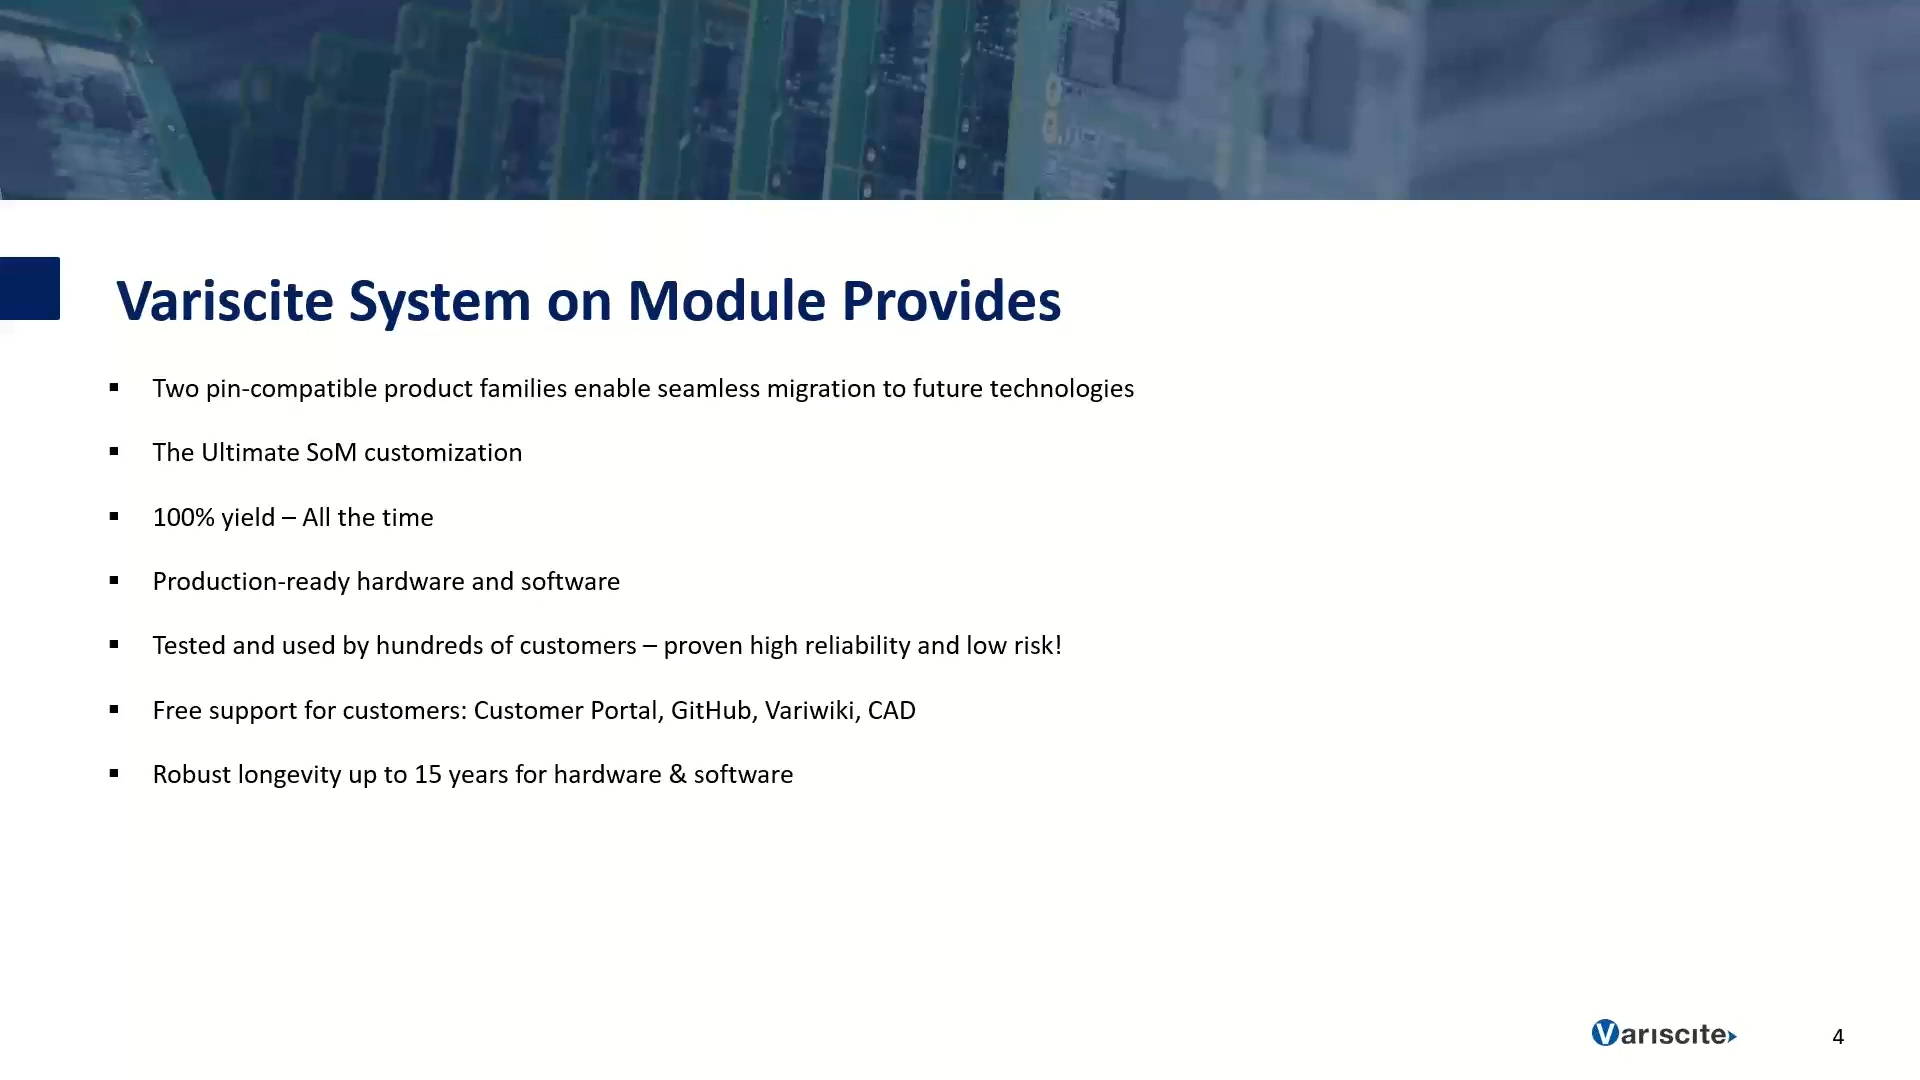 Variscite System on Module Provides
▪ Two pin-compatible product families enable seamless migration to future technologies
▪ The Ultimate SoM customization
▪ 100% yield – All the time
▪ Production-ready hardware and software
▪ Tested and used by hundreds of customers – proven high reliability and low risk!
▪ Free support for customers: Customer Portal, GitHub, Variwiki, CAD
▪ Robust longevity up to 15 years for hardware & software
Variscite
4